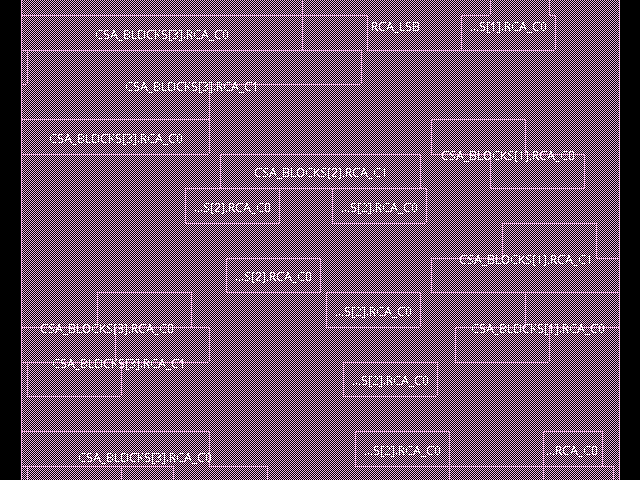 RCA_LSB
..S[1].RCA_C0
CSA_BLOCKS[3].RCA_C0
CSA_BLOCKS[3].RCA_C1
CSA_BLOCKS[3].RCA_C0
CSA_BLOCKS[1].RCA_C0
CSA_BLOCKS[2].RCA_C1
..S[2].RCA_C0
..S[2].RCA_C0
CSA_BLOCKS[1].RCA_C1
..S[2].RCA_C0
..S[2].RCA_C0
CSA_BLOCKS[3].RCA_C0
CSA_BLOCKS[1].RCA_C0
CSA_BLOCKS[3].RCA_C1
..S[2].RCA_C0
..S[2].RCA_C0
..RCA_C0
CSA_BLOCKS[3].RCA_C0